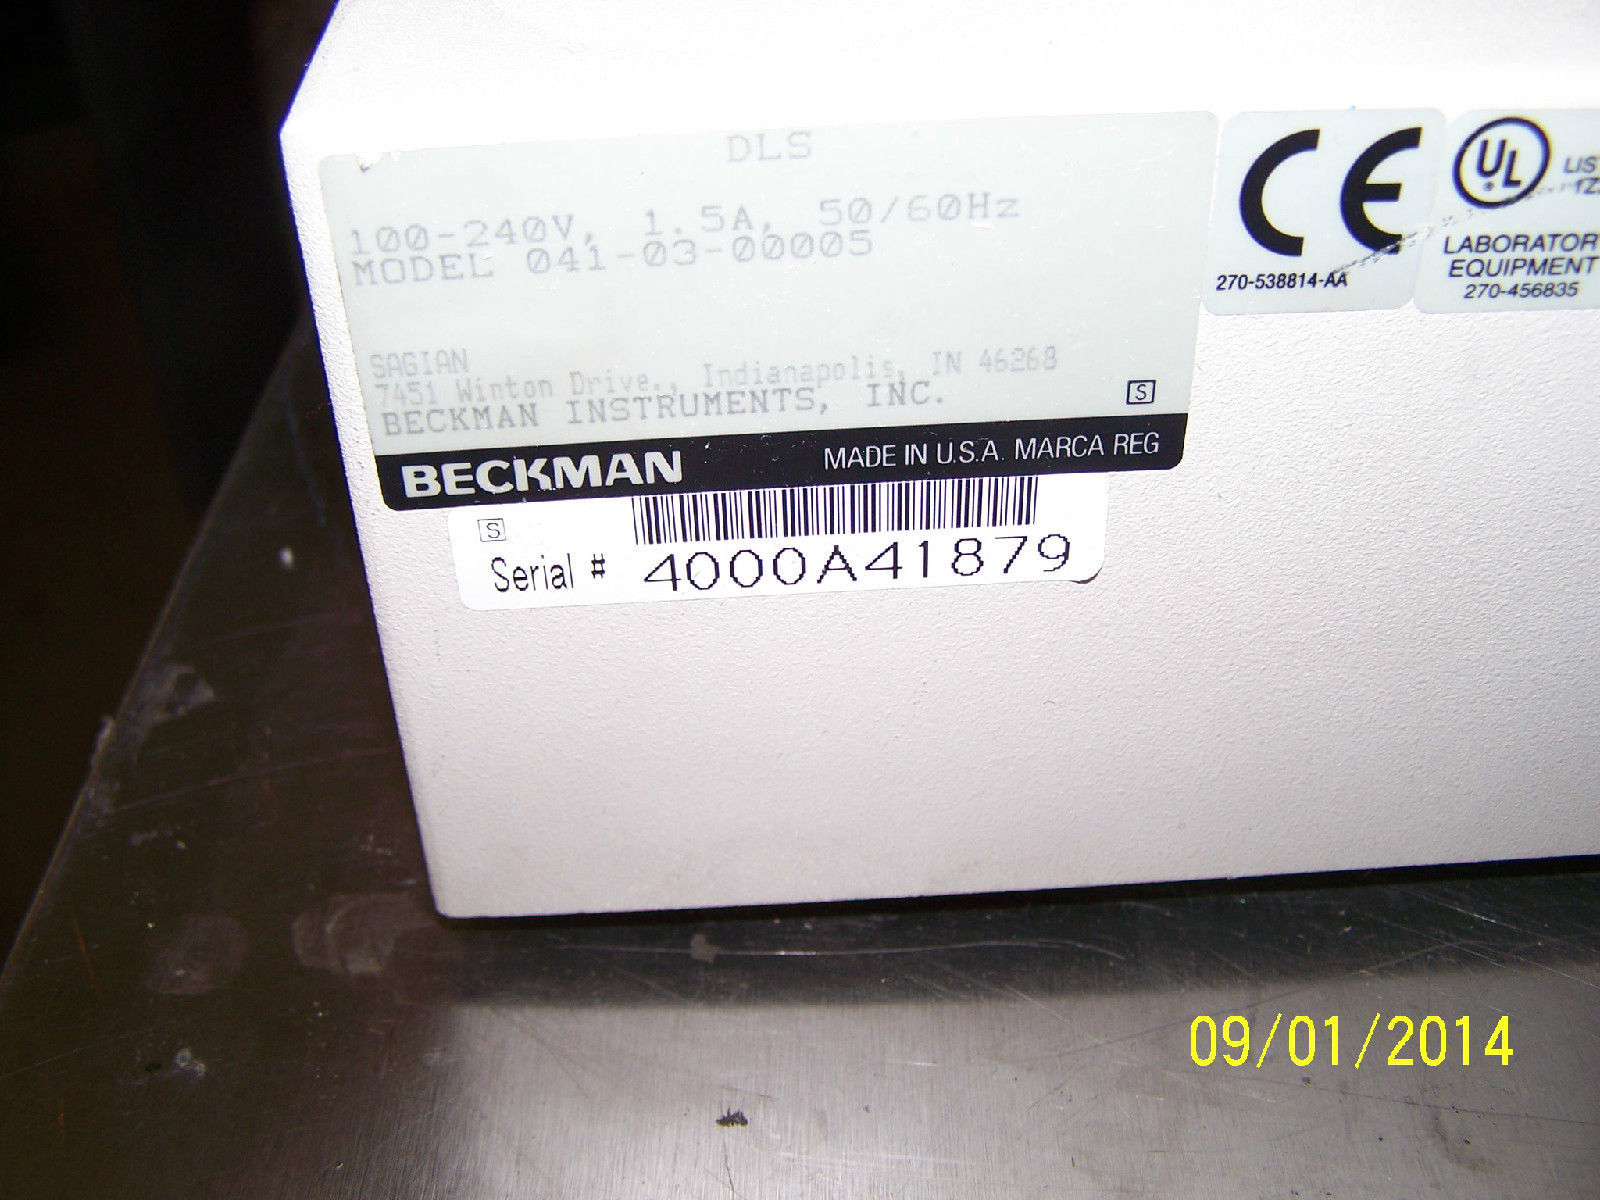 DLS
100-240V, 1.5A, 50/60Hz
MODEL 041-03-00005
SAGIAN
7451 Winton Drive., Indianapolis, IN 46268
BECKMAN INSTRUMENTS, INC.
S
BECKMAN MADE IN U.S.A. MARCA REG
S
Serial # 4000A41879
CE
270-538814-AA
UL
LABORATOR
EQUIPMENT
270-456835
09/01/2014